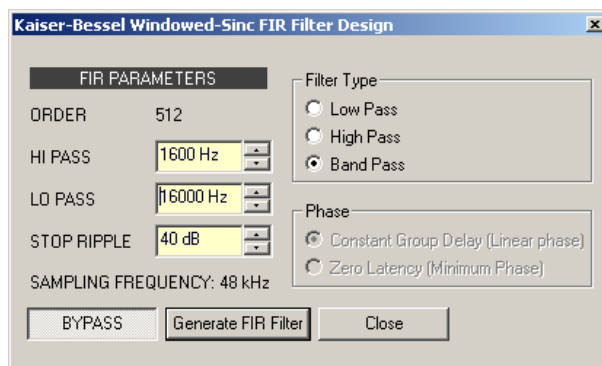 Kaiser-Bessel Windowed-Sinc FIR Filter Design
FIR PARAMETERS
ORDER 512
HI PASS 1600 Hz
LO PASS 16000 Hz
STOP RIPPLE 40 dB
SAMPLING FREQUENCY: 48 kHz
BYPASS Generate FIR Filter Close
Filter Type
Low Pass
High Pass
Band Pass
Phase
Constant Group Delay (Linear phase)
Zero Latency (Minimum Phase)